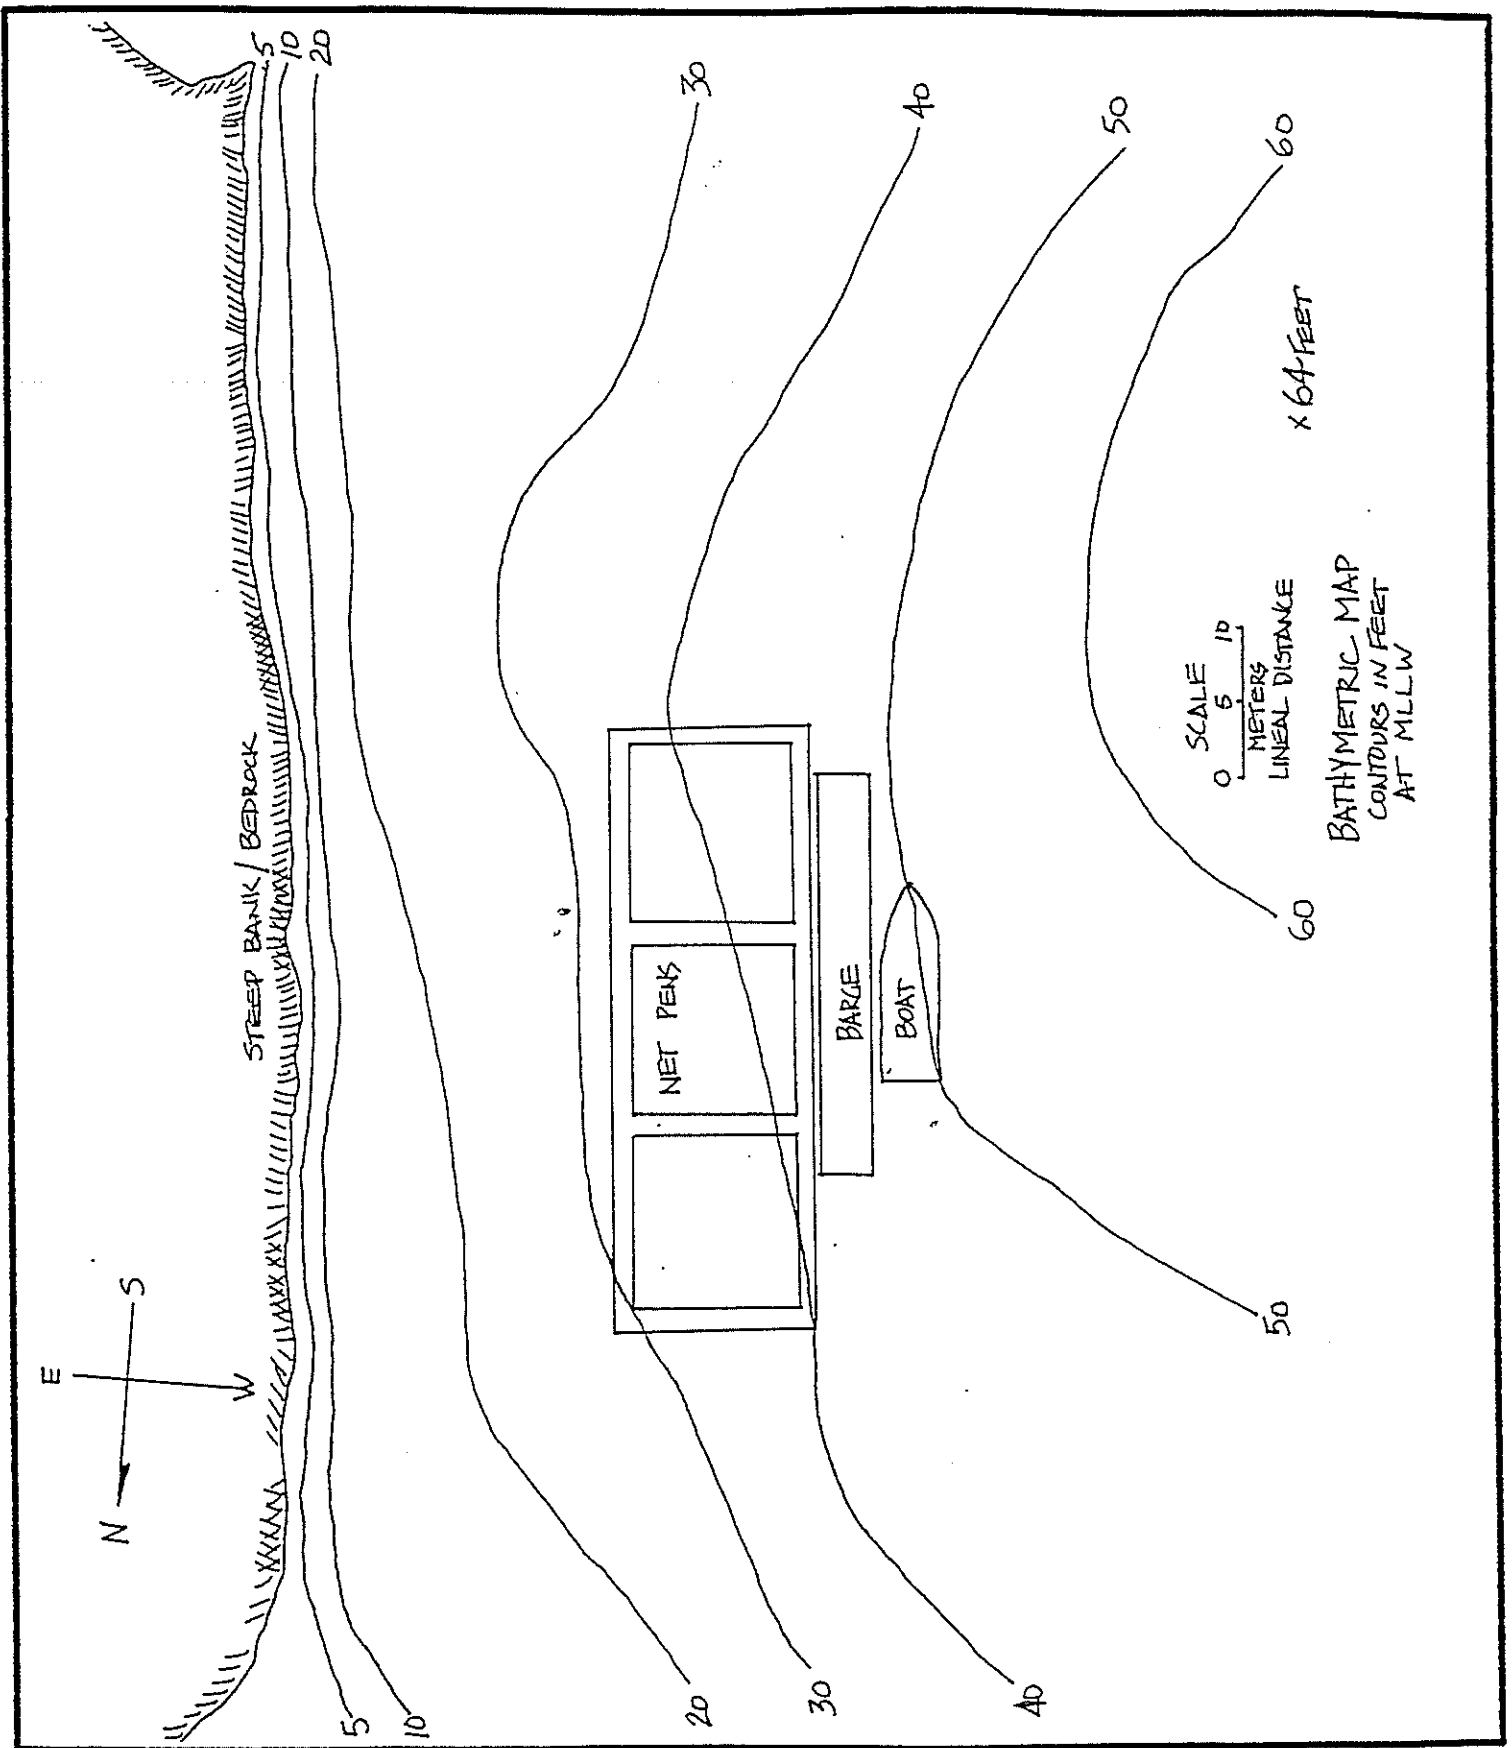 5
10
20
30
40
50
60
STEEP BANK / BEDROCK
E
S
W
N
NET PENS
BARGE
BOAT
X 64 FEET
SCALE
0 5 10
METERS
LINEAL DISTANCE
BATHYMETRIC MAP
CONTOURS IN FEET
AT MLLW
5
10
20
30
40
50
60